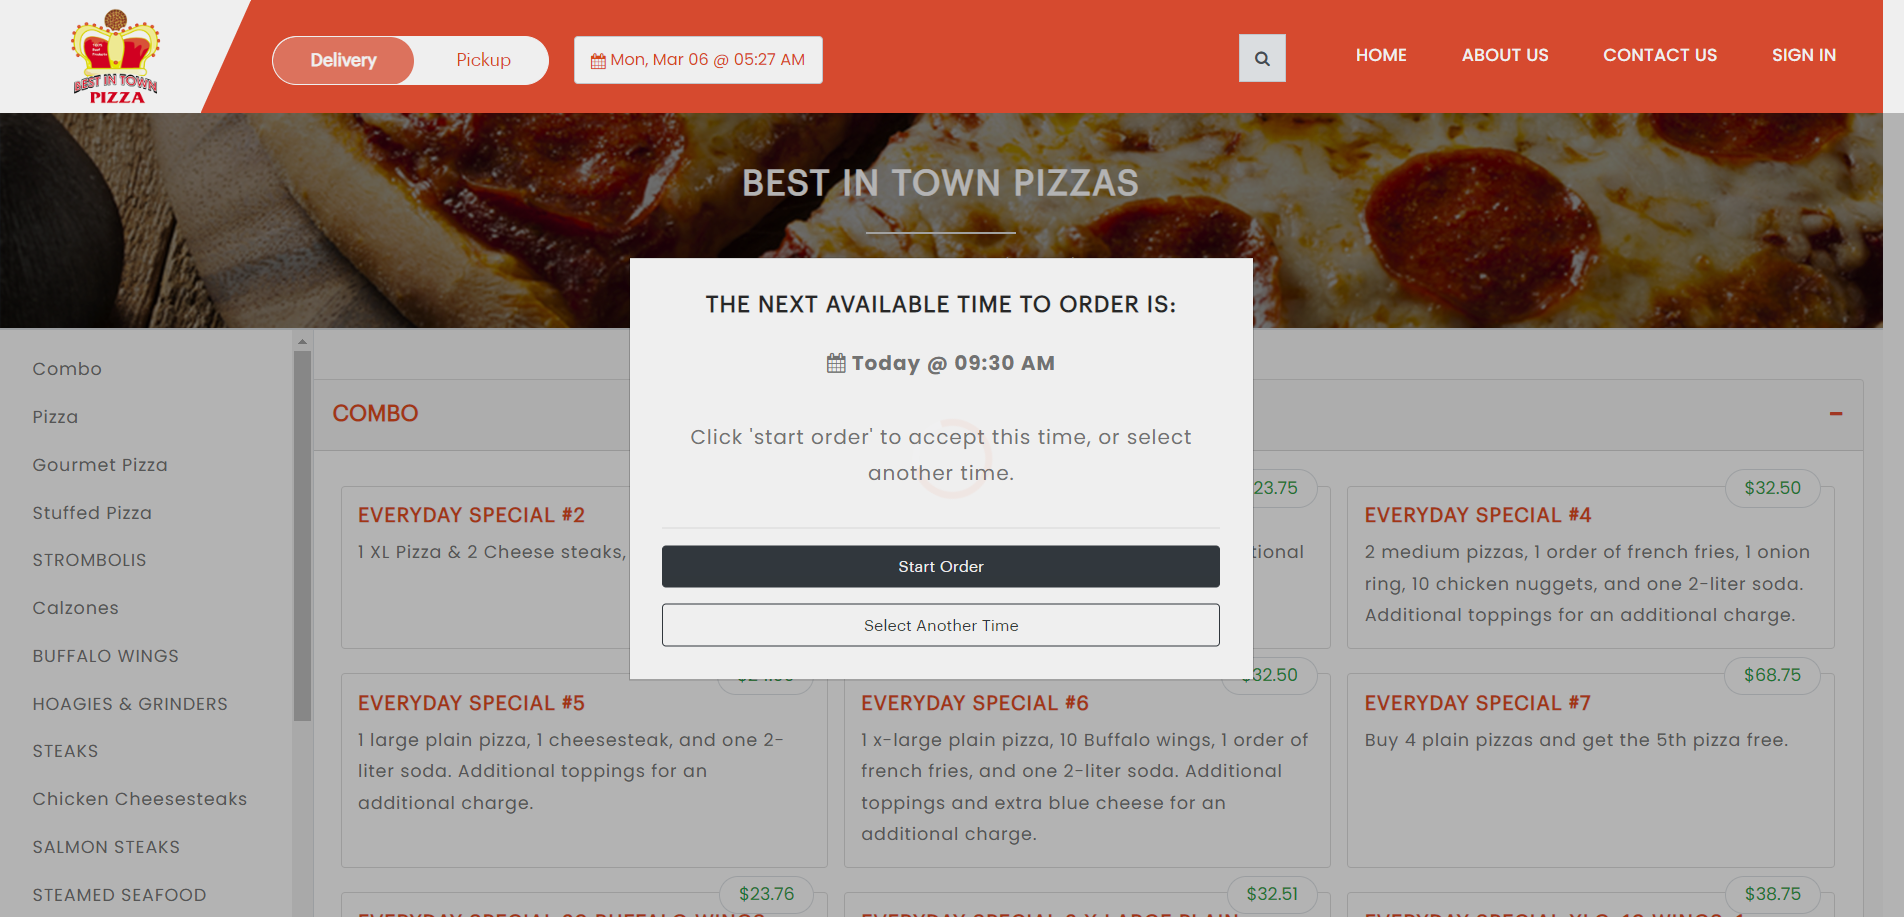 BEST IN TOWN
PIZZA
Delivery
Pickup
Mon, Mar 06 @ 05:27 AM
HOME
ABOUT US
CONTACT US
SIGN IN
BEST IN TOWN PIZZAS
THE NEXT AVAILABLE TIME TO ORDER IS:
Today @ 09:30 AM
Click 'start order' to accept this time, or select
another time.
Start Order
Select Another Time
Combo
Pizza
Gourmet Pizza
Stuffed Pizza
STROMBOLIS
Calzones
BUFFALO WINGS
HOAGIES & GRINDERS
STEAKS
Chicken Cheesesteaks
SALMON STEAKS
STEAMED SEAFOOD
COMBO
EVERYDAY SPECIAL #2
1 XL Pizza & 2 Cheese steaks,
23.75
tional
$32.50
EVERYDAY SPECIAL #4
2 medium pizzas, 1 order of french fries, 1 onion
ring, 10 chicken nuggets, and one 2-liter soda.
Additional toppings for an additional charge.
EVERYDAY SPECIAL #5
1 large plain pizza, 1 cheesesteak, and one 2-
liter soda. Additional toppings for an
additional charge.
32.50
EVERYDAY SPECIAL #6
1 x-large plain pizza, 10 Buffalo wings, 1 order of
french fries, and one 2-liter soda. Additional
toppings and extra blue cheese for an
additional charge.
$68.75
EVERYDAY SPECIAL #7
Buy 4 plain pizzas and get the 5th pizza free.
$23.76
$32.51
$38.75